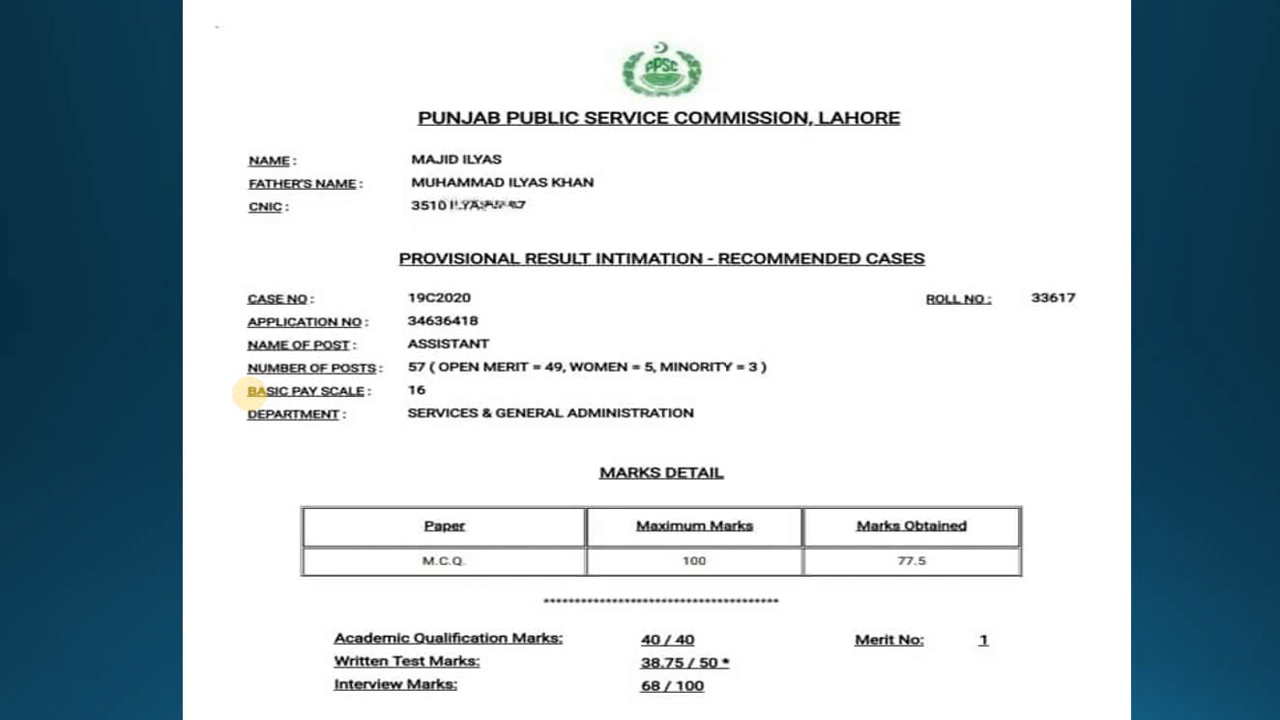 PPSC
PUNJAB PUBLIC SERVICE COMMISSION, LAHORE
NAME : MAJID ILYAS
FATHER'S NAME : MUHAMMAD ILYAS KHAN
CNIC : 3510
PROVISIONAL RESULT INTIMATION - RECOMMENDED CASES
CASE NO : 19C2020 ROLL NO : 33617
APPLICATION NO : 34636418
NAME OF POST : ASSISTANT
NUMBER OF POSTS : 57 ( OPEN MERIT = 49, WOMEN = 5, MINORITY = 3 )
BASIC PAY SCALE : 16
DEPARTMENT : SERVICES & GENERAL ADMINISTRATION
MARKS DETAIL
Paper Maximum Marks Marks Obtained
M.C.Q. 100 77.5
****************************************
Academic Qualification Marks: 40 / 40 Merit No: 1
Written Test Marks: 38.75 / 50 *
Interview Marks: 68 / 100